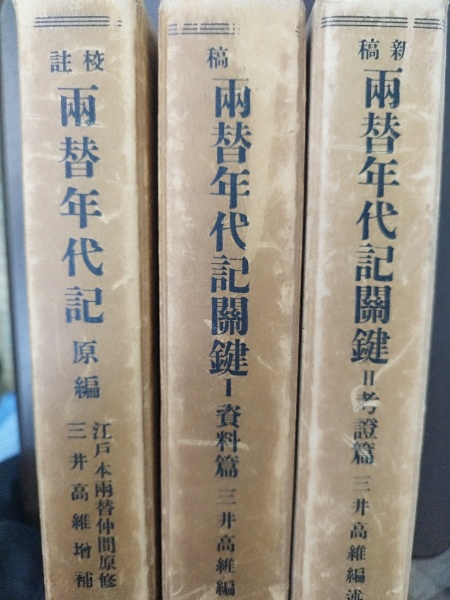 校註
兩替年代記 原編
江戶本兩替仲間原修
三井高維增補
稿
兩替年代記關鍵 I 資料篇 三井高維編
新稿
兩替年代記關鍵 II 考證篇 三井高維編述